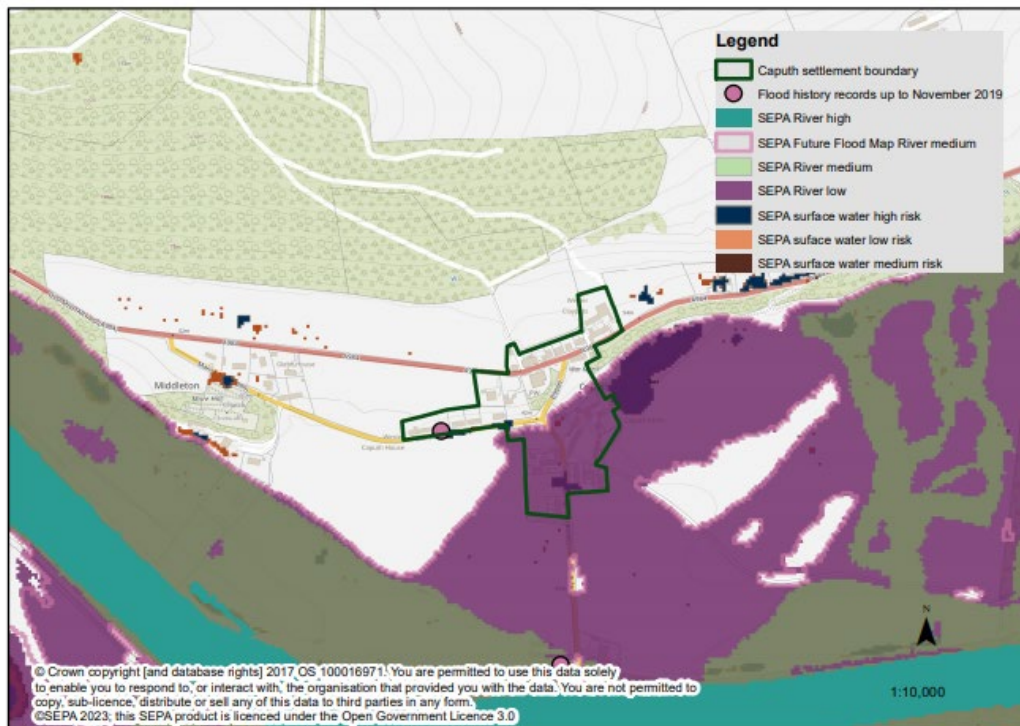 Legend
Caputh settlement boundary
Flood history records up to November 2019
SEPA River high
SEPA Future Flood Map River medium
SEPA River medium
SEPA River low
SEPA surface water high risk
SEPA suface water low risk
SEPA surface water medium risk
Middleton
Caputh House
N
1:10,000
© Crown copyright [and database rights] 2017 OS 100016971. You are permitted to use this data solely
to enable you to respond to, or interact with, the organisation that provided you with the data. You are not permitted to
copy, sub-licence, distribute or sell any of this data to third parties in any form.
©SEPA 2023; this SEPA product is licenced under the Open Government Licence 3.0